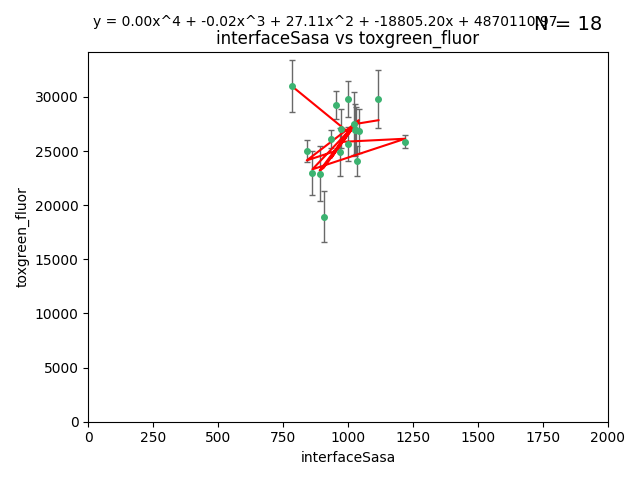 y = 0.00x^4 + -0.02x^3 + 27.11x^2 + -18805.20x + 4870110.97
N = 18
interfaceSasa vs toxgreen_fluor
30000
25000
20000
15000
10000
5000
0
toxgreen_fluor
0 250 500 750 1000 1250 1500 1750 2000
interfaceSasa